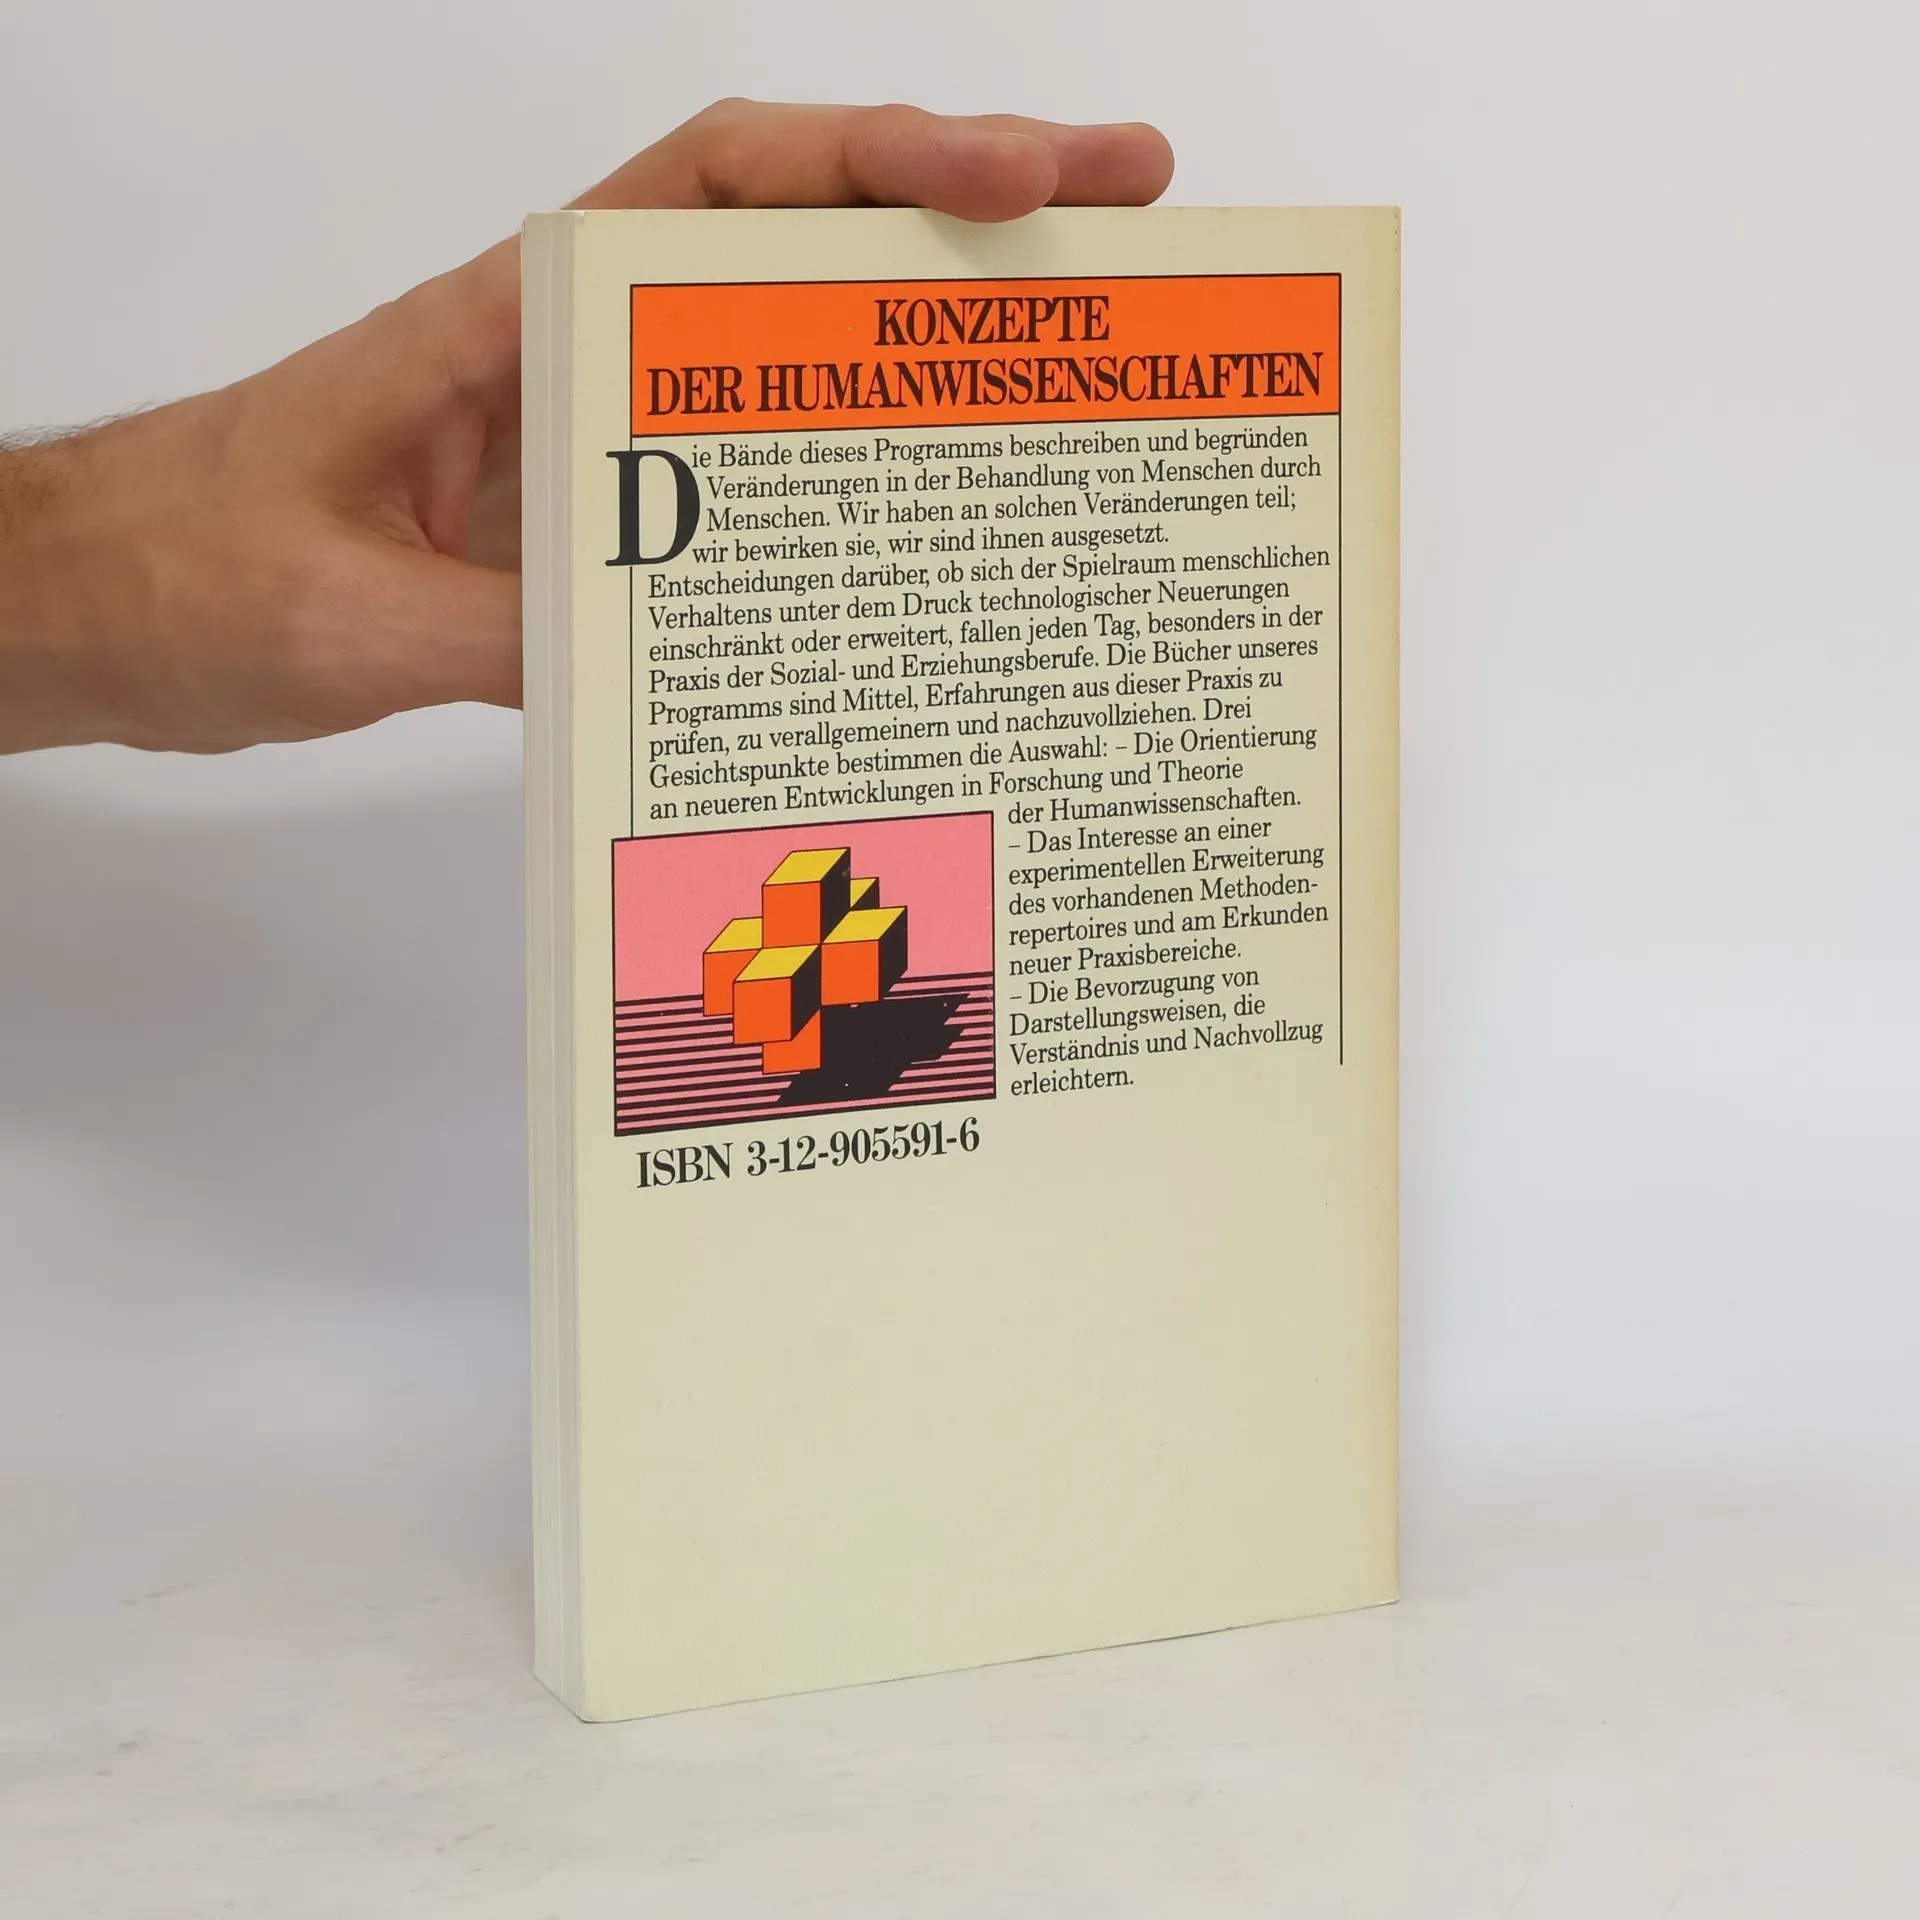 KONZEPTE
DER HUMANWISSENSCHAFTEN
Die Bände dieses Programms beschreiben und begründen
Veränderungen in der Behandlung von Menschen durch
Menschen. Wir haben an solchen Veränderungen teil;
wir bewirken sie, wir sind ihnen ausgesetzt.
Entscheidungen darüber, ob sich der Spielraum menschlichen
Verhaltens unter dem Druck technologischer Neuerungen
einschränkt oder erweitert, fallen jeden Tag, besonders in der
Praxis der Sozial- und Erziehungsberufe. Die Bücher unseres
Programms sind Mittel, Erfahrungen aus dieser Praxis zu
prüfen, zu verallgemeinern und nachzuvollziehen. Drei
Gesichtspunkte bestimmen die Auswahl: – Die Orientierung
an neueren Entwicklungen in Forschung und Theorie
der Humanwissenschaften.
– Das Interesse an einer
experimentellen Erweiterung
des vorhandenen Methoden-
repertoires und am Erkunden
neuer Praxisbereiche.
– Die Bevorzugung von
Darstellungsweisen, die
Verständnis und Nachvollzug
erleichtern.
ISBN 3-12-905591-6